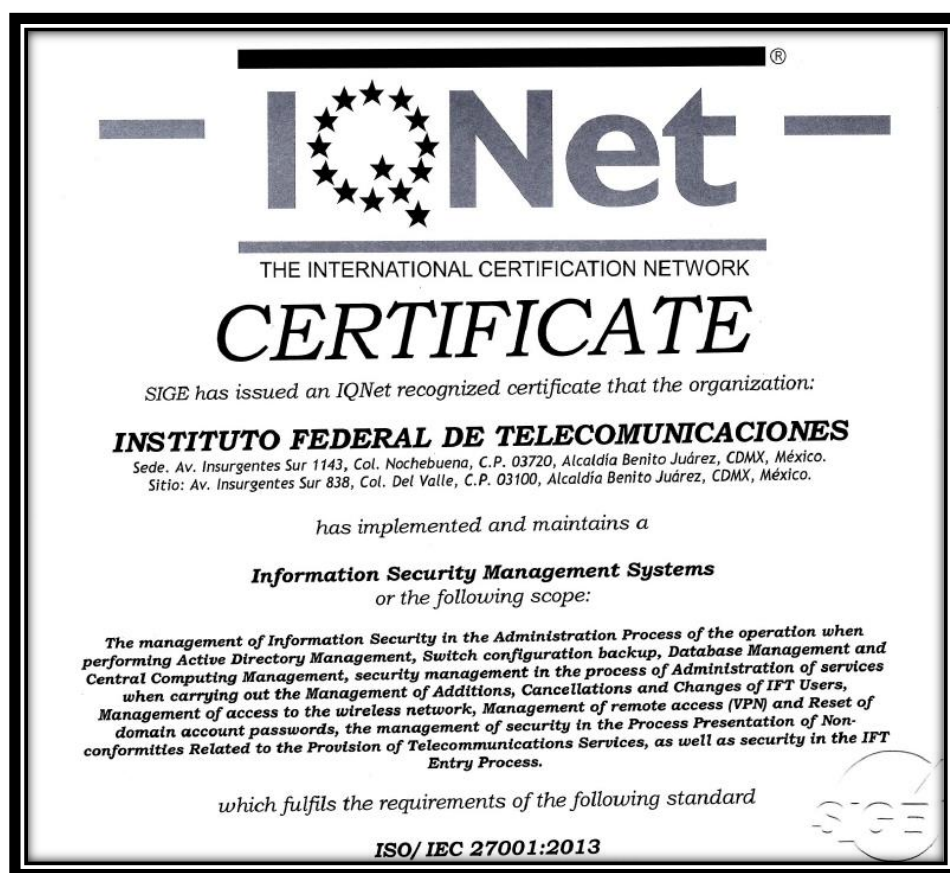 IQNet®
THE INTERNATIONAL CERTIFICATION NETWORK
CERTIFICATE
SIGE has issued an IQNet recognized certificate that the organization:
INSTITUTO FEDERAL DE TELECOMUNICACIONES
Sede. Av. Insurgentes Sur 1143, Col. Nochebuena, C.P. 03720, Alcaldía Benito Juárez, CDMX, México.
Sitio: Av. Insurgentes Sur 838, Col. Del Valle, C.P. 03100, Alcaldía Benito Juárez, CDMX, México.
has implemented and maintains a
Information Security Management Systems
or the following scope:
The management of Information Security in the Administration Process of the operation when
performing Active Directory Management, Switch configuration backup, Database Management and
Central Computing Management, security management in the process of Administration of services
when carrying out the Management of Additions, Cancellations and Changes of IFT Users,
Management of access to the wireless network, Management of remote access (VPN) and Reset of
domain account passwords, the management of security in the Process Presentation of Non-
conformities Related to the Provision of Telecommunications Services, as well as security in the IFT
Entry Process.
which fulfils the requirements of the following standard
SIGE
ISO/ IEC 27001:2013